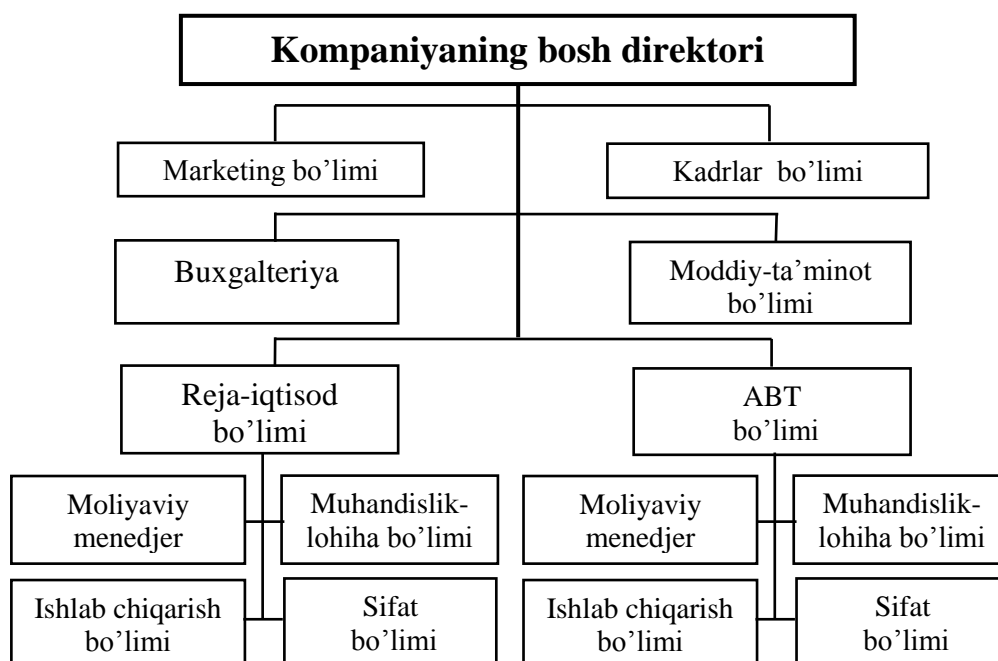 Kompaniyaning bosh direktori
Marketing bo’limi
Kadrlar bo’limi
Buxgalteriya
Moddiy-ta’minot
bo’limi
Reja-iqtisod
bo’limi
ABT
bo’limi
Moliyaviy
menedjer
Muhandislik-
lohiha bo’limi
Moliyaviy
menedjer
Muhandislik-
lohiha bo’limi
Ishlab chiqarish
bo’limi
Sifat
bo’limi
Ishlab chiqarish
bo’limi
Sifat
bo’limi